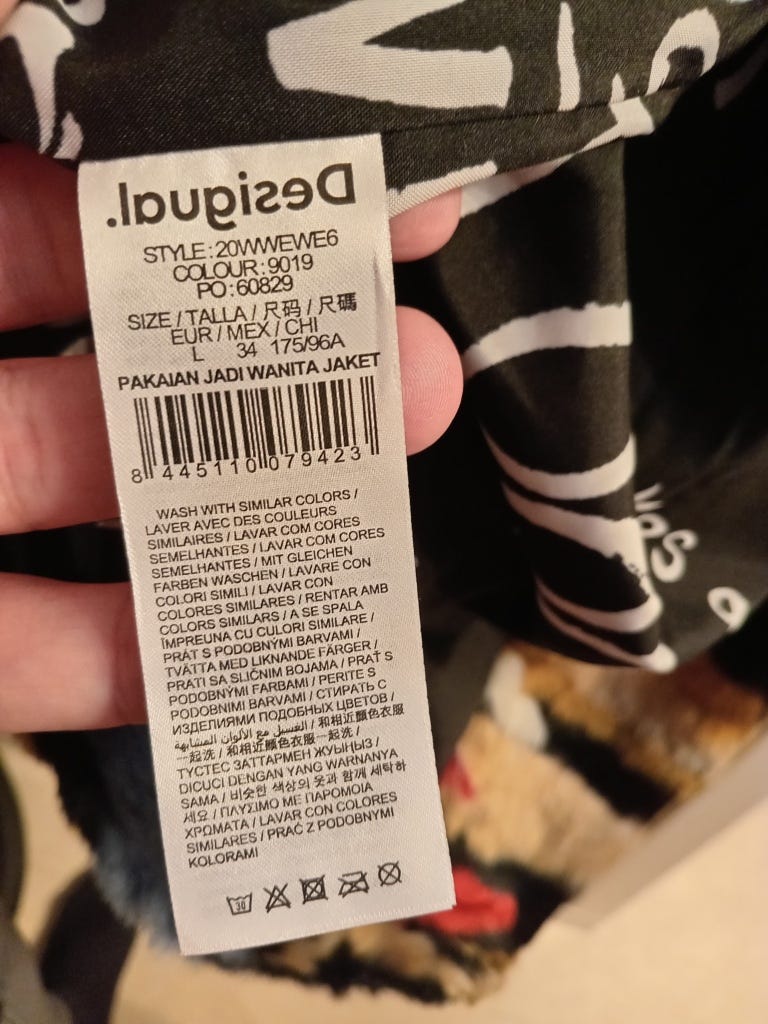 Desigual.
STYLE:20WWEWE6
COLOUR:9019
PO:60829
SIZE/TALLA/尺码/尺碼
EUR/MEX/CHI
L 34 175/96A
PAKAIAN JADI WANITA JAKET
8 445110 079423
WASH WITH SIMILAR COLORS /
LAVER AVEC DES COULEURS
SIMILAIRES / LAVAR COM CORES
SEMELHANTES / LAVAR COM CORES
SEMELHANTES / MIT GLEICHEN
FARBEN WASCHEN / LAVARE CON
COLORI SIMILI / LAVAR CON
COLORES SIMILARES / RENTAR AMB
COLORS SIMILARS / A SE SPALA
ÎMPREUNA CU CULORI SIMILARE /
PRÁT S PODOBNÝMI BARVAMI /
TVÄTTA MED LIKNANDE FÄRGER /
PRATI SA SLIČNIM BOJAMA / PRAŤ S
PODOBNÝMI FARBAMI / PERITE S
PODOBNIMI BARVAMI / СТИРАТЬ С
ИЗДЕЛИЯМИ ПОДОБНЫХ ЦВЕТОВ /
一起洗 / 和相近顏色衣服 / الغسيل مع الألوان المشابهة
一起洗 / 和相近顏色衣服一起洗 /
ТҮСТЕС ЗАТТАРМЕН ЖУЫҢЫЗ /
DICUCI DENGAN YANG WARNANYA
SAMA / 비슷한 색상의 옷과 함께 세탁하
세요 / ΠΛΥΣΙΜΟ ΜΕ ΠΑΡΟΜΟΙΑ
ΧΡΩΜΑΤΑ / LAVAR CON COLORES
SIMILARES / PRAĆ Z PODOBNYMI
KOLORAMI
30